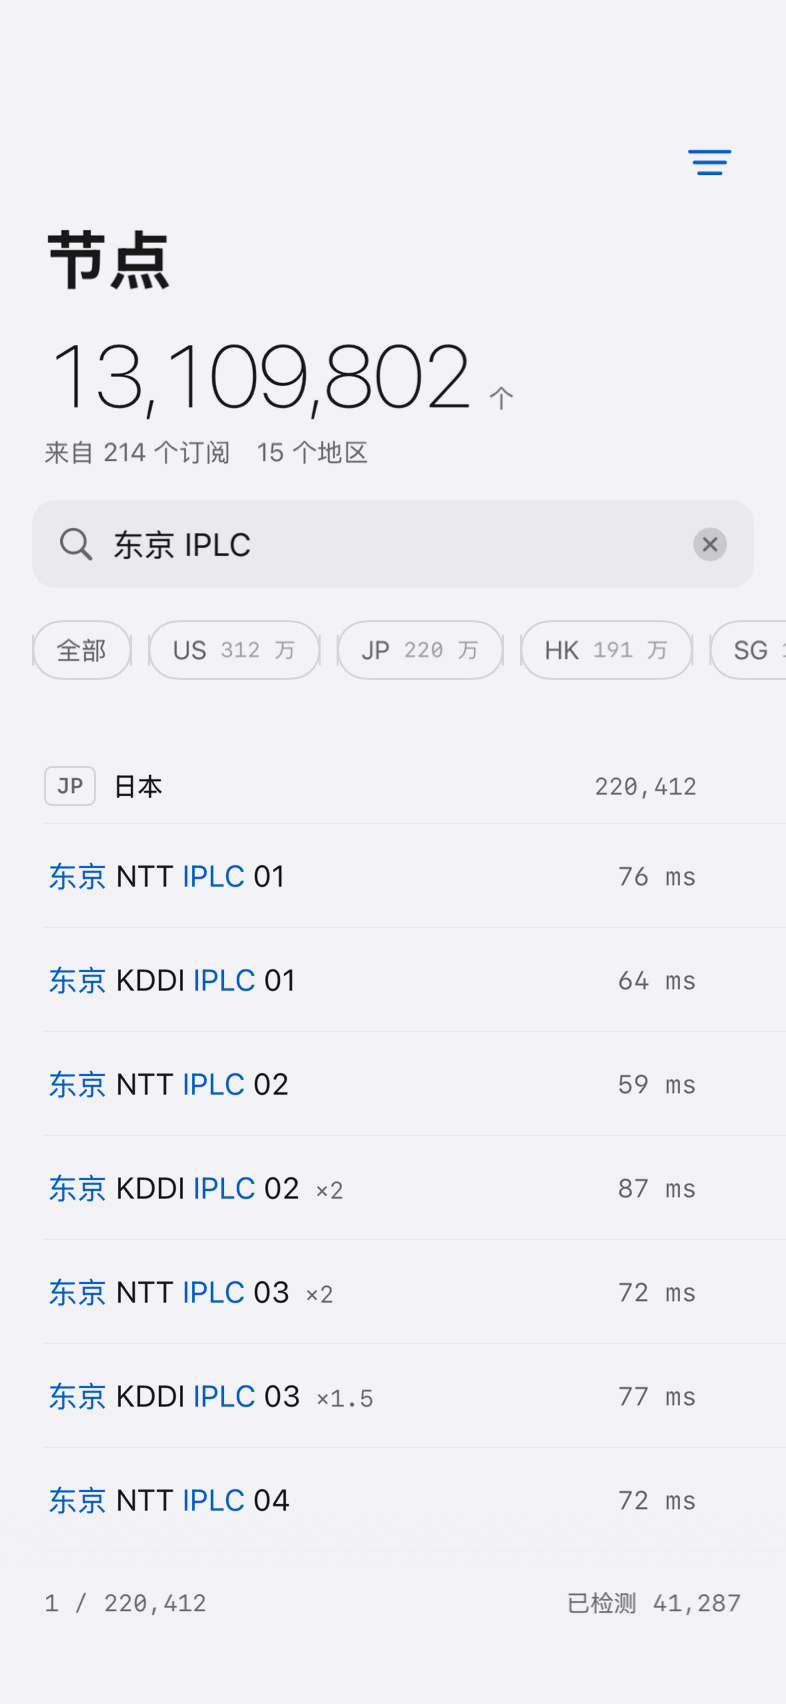 节点
13,109,802 个
来自 214 个订阅 15 个地区
东京 IPLC
全部 US 312 万 JP 220 万 HK 191 万 SG
JP 日本 220,412
东京 NTT IPLC 01 76 ms
东京 KDDI IPLC 01 64 ms
东京 NTT IPLC 02 59 ms
东京 KDDI IPLC 02 ×2 87 ms
东京 NTT IPLC 03 ×2 72 ms
东京 KDDI IPLC 03 ×1.5 77 ms
东京 NTT IPLC 04 72 ms
1 / 220,412 已检测 41,287